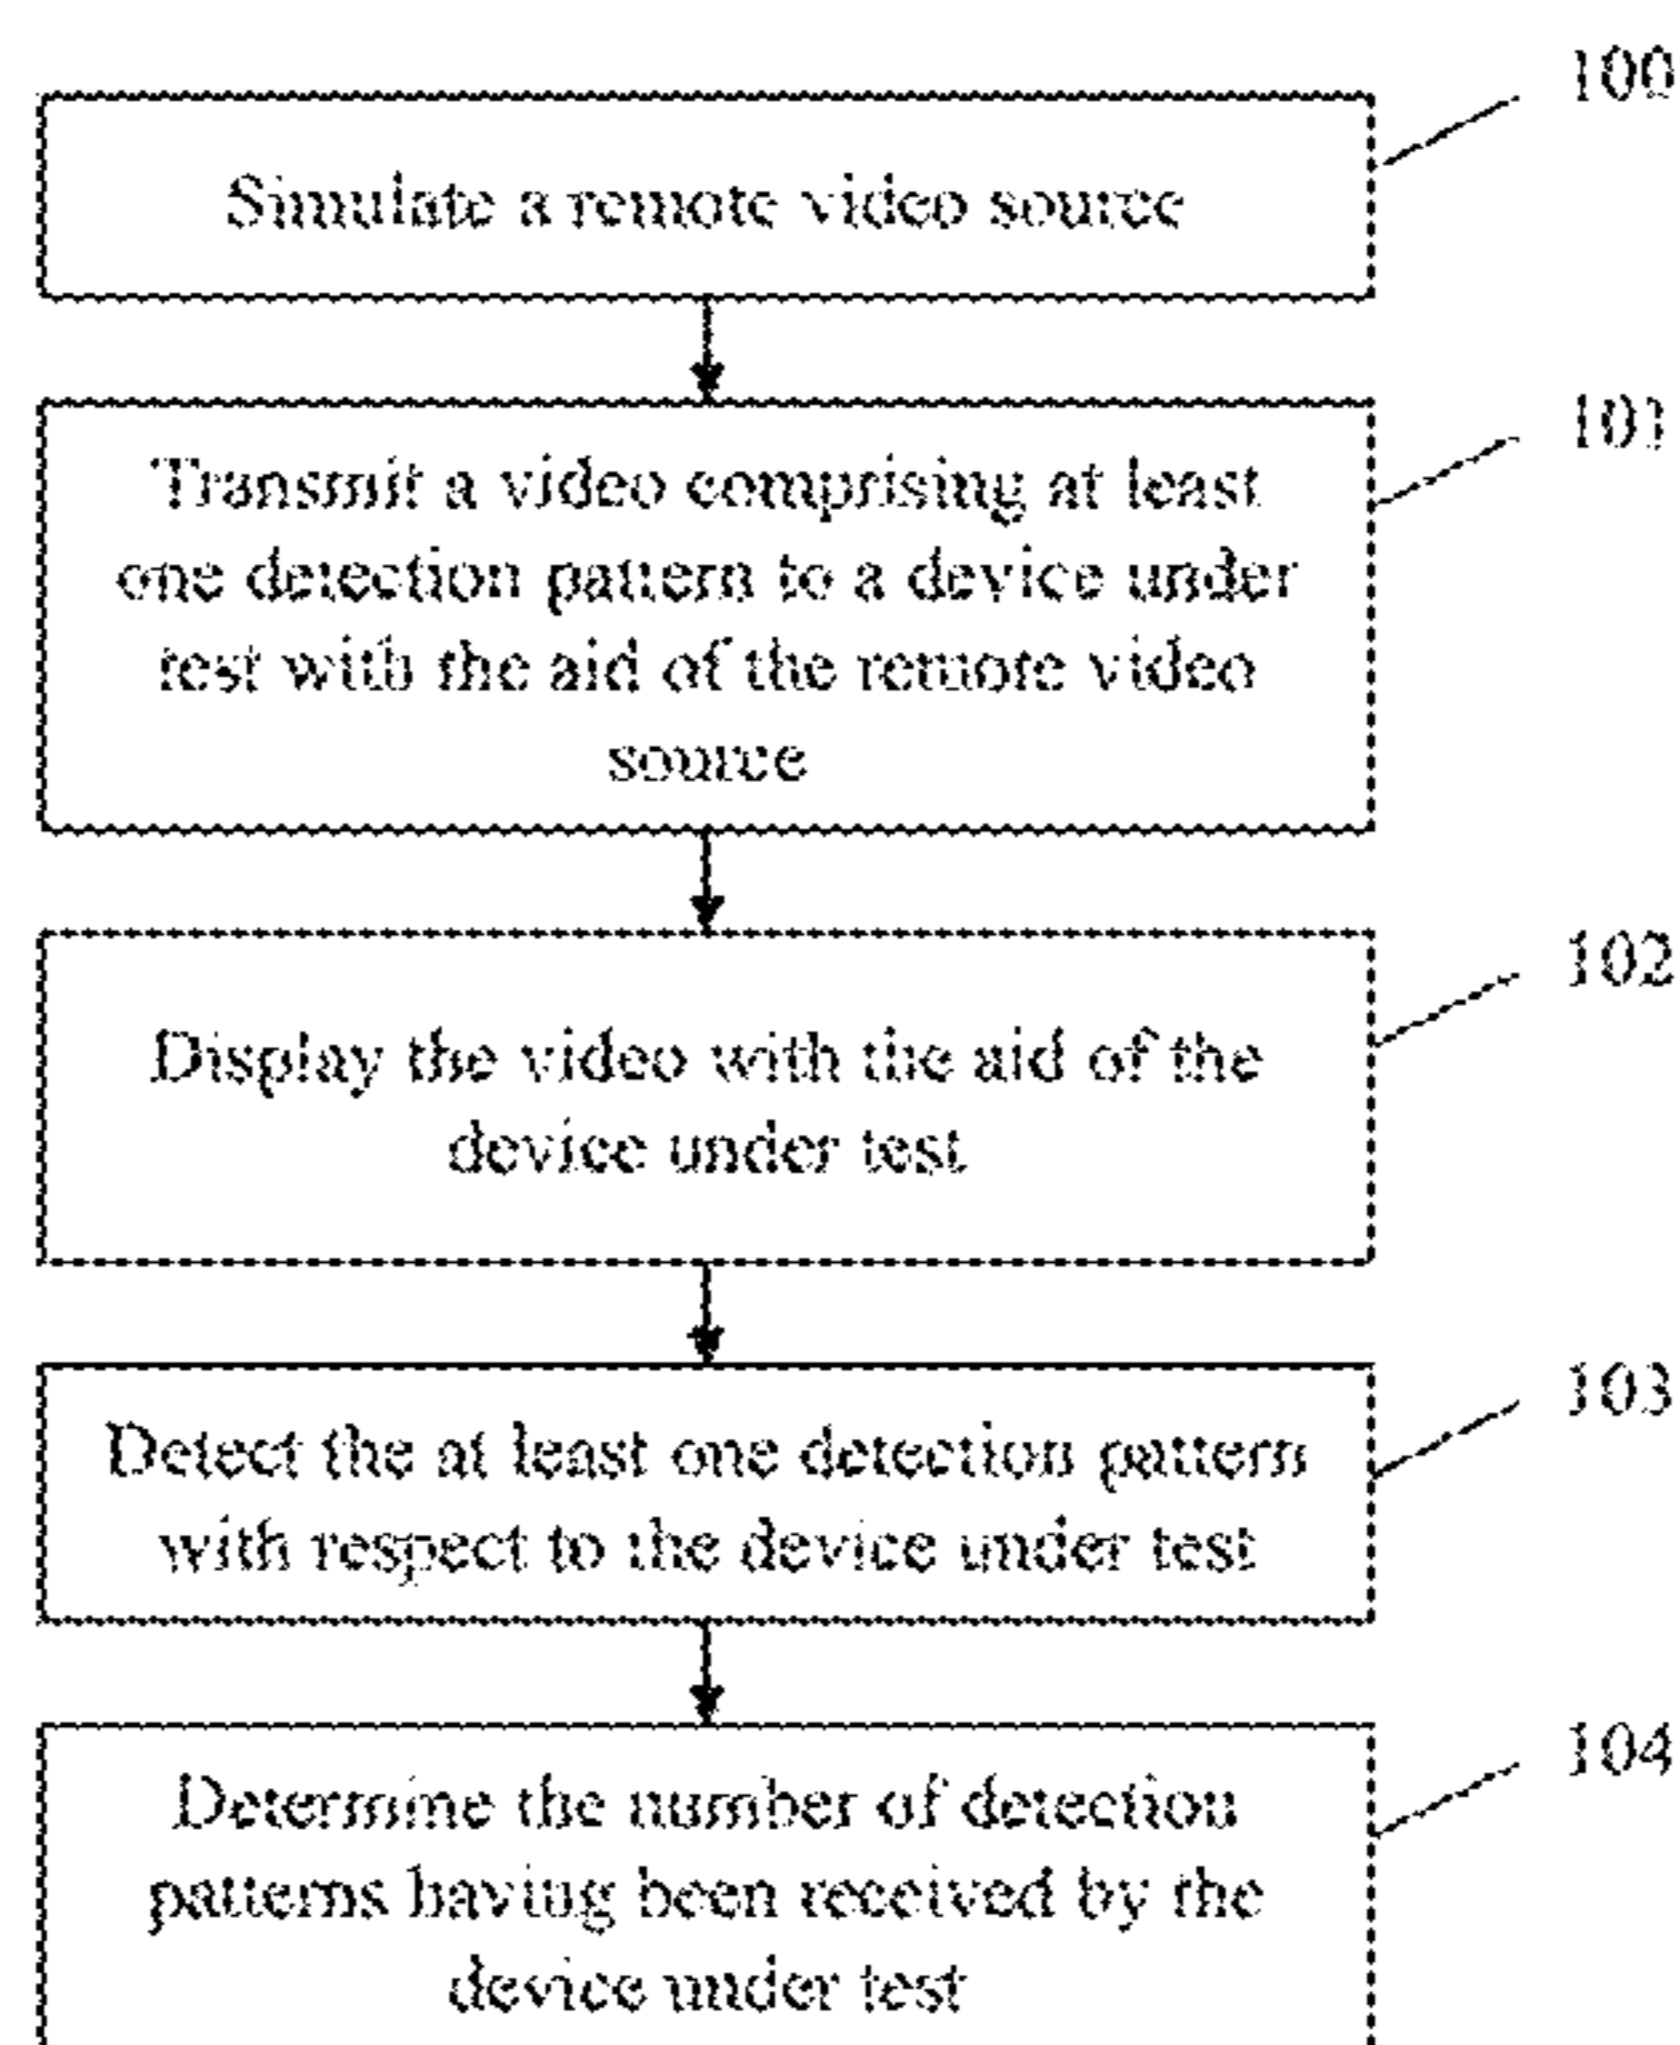 100
Simulate a remote video source
101
Transmit a video comprising at least
one detection pattern to a device under
test with the aid of the remote video
source
102
Display the video with the aid of the
device under test
103
Detect the at least one detection pattern
with respect to the device under test
104
Determine the number of detection
patterns having been received by the
device under test